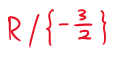 R / { - 3/2 }